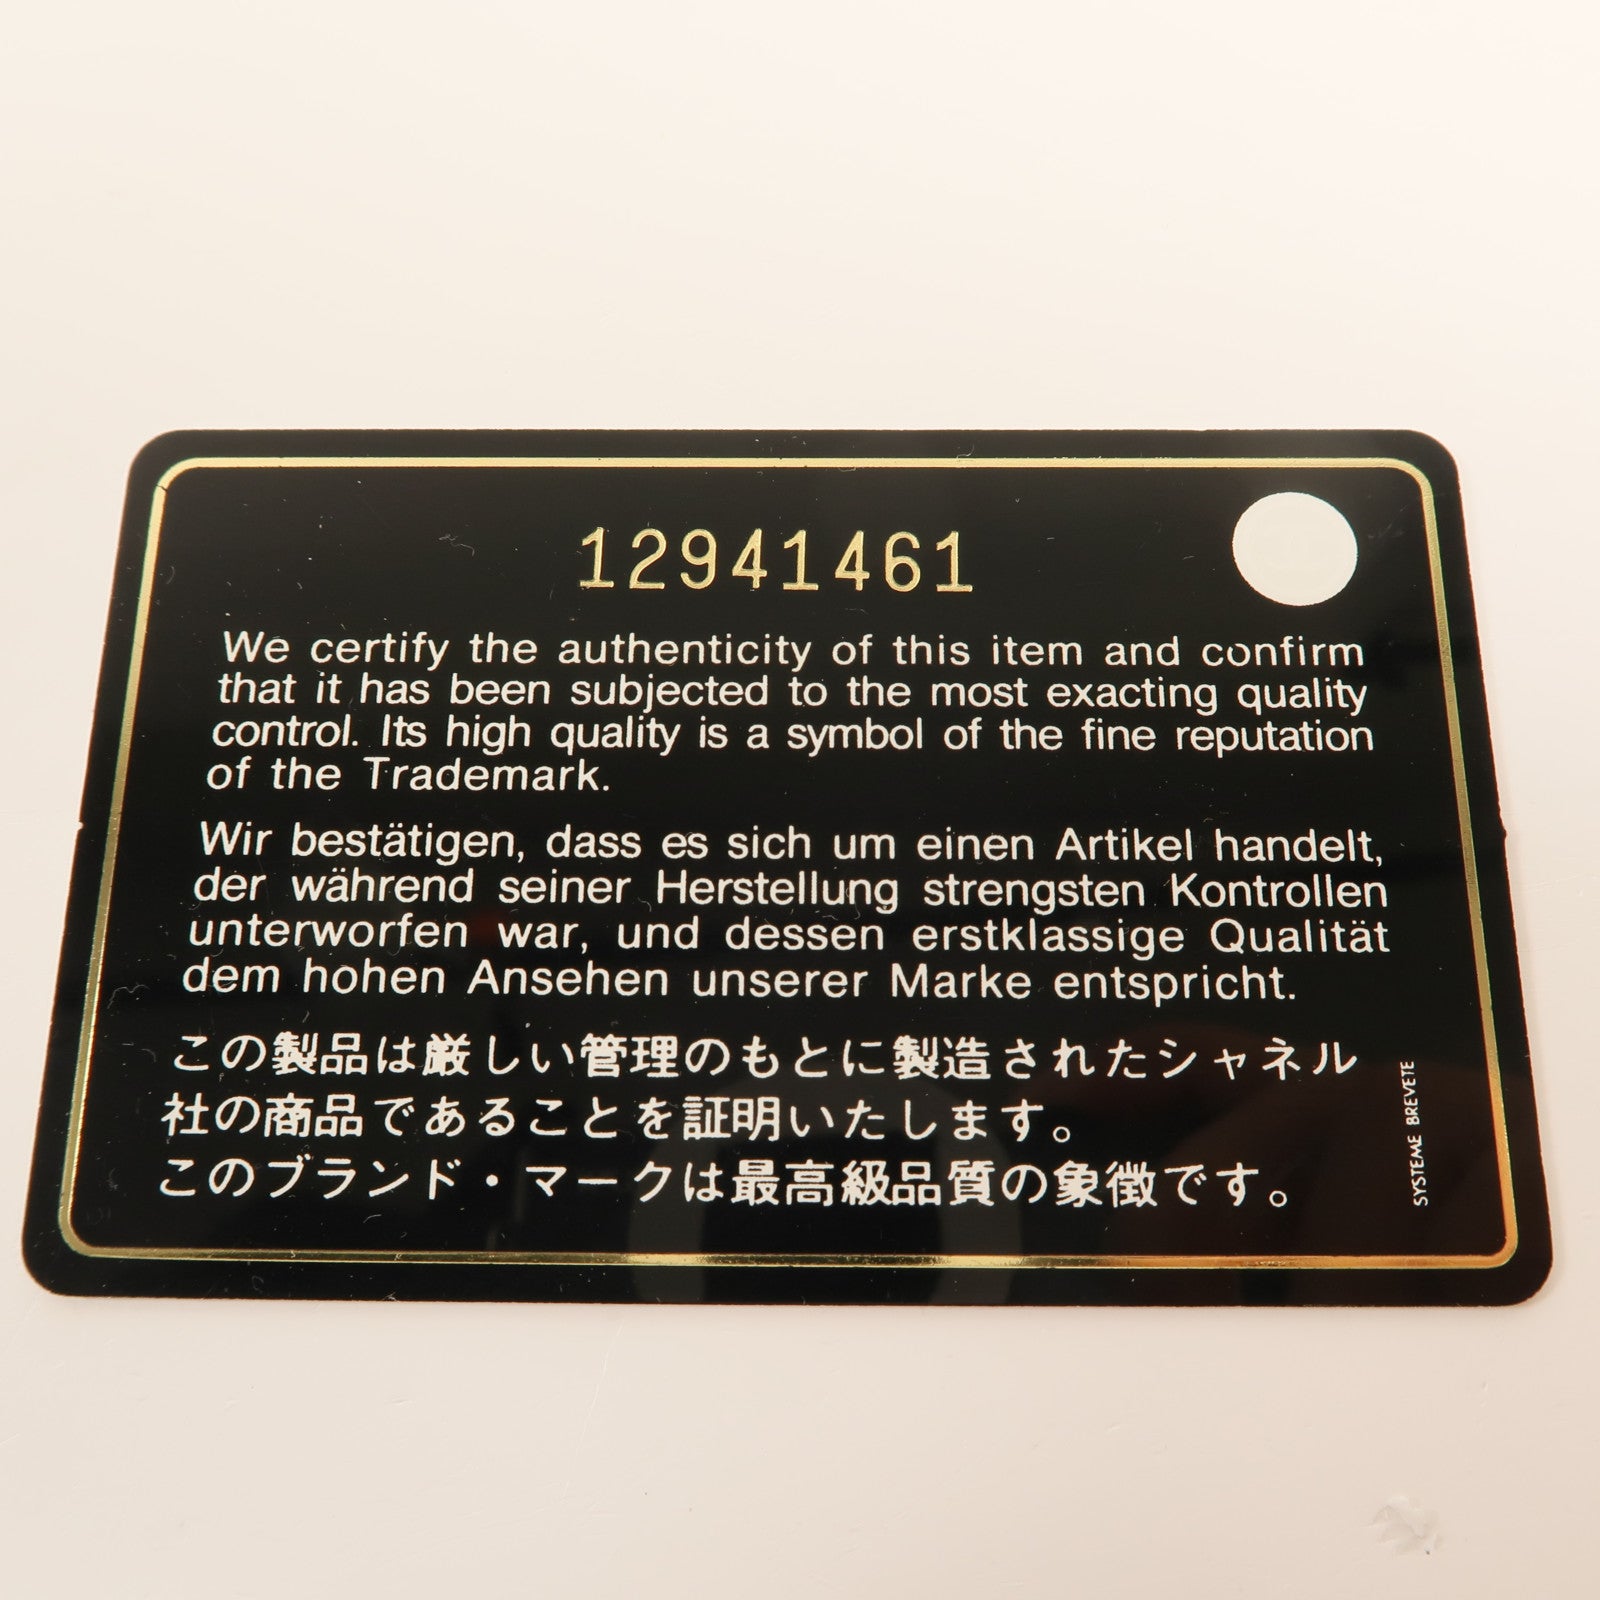 12941461
We certify the authenticity of this item and confirm
that it has been subjected to the most exacting quality
control. Its high quality is a symbol of the fine reputation
of the Trademark.
Wir bestätigen, dass es sich um einen Artikel handelt,
der während seiner Herstellung strengsten Kontrollen
unterworfen war, und dessen erstklassige Qualität
dem hohen Ansehen unserer Marke entspricht.
この製品は厳しい管理のもとに製造されたシャネル
社の商品であることを証明いたします。
このブランド・マークは最高級品質の象徴です。
SYSTEME BREVETE